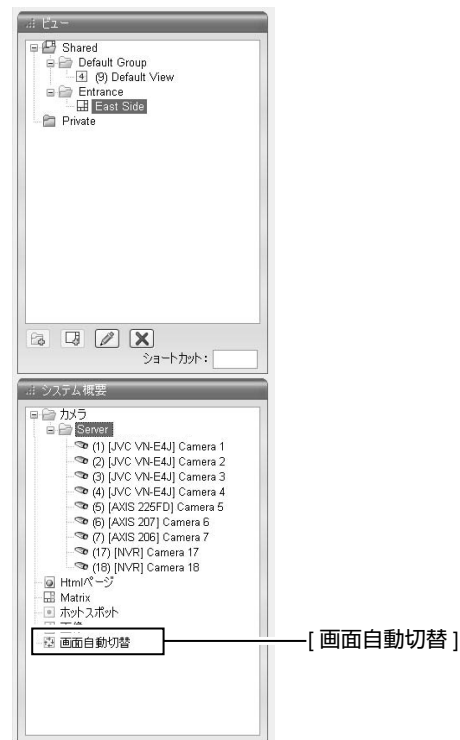 ビュー
Shared
Default Group
4 (9) Default View
Entrance
East Side
Private
ショートカット：
システム概要
カメラ
Server
(1) [JVC VN-E4J] Camera 1
(2) [JVC VN-E4J] Camera 2
(3) [JVC VN-E4J] Camera 3
(4) [JVC VN-E4J] Camera 4
(5) [AXIS 225FD] Camera 5
(6) [AXIS 207] Camera 6
(7) [AXIS 206] Camera 7
(17) [NVR] Camera 17
(18) [NVR] Camera 18
Htmlページ
Matrix
ホットスポット
画面自動切替
[ 画面自動切替 ]